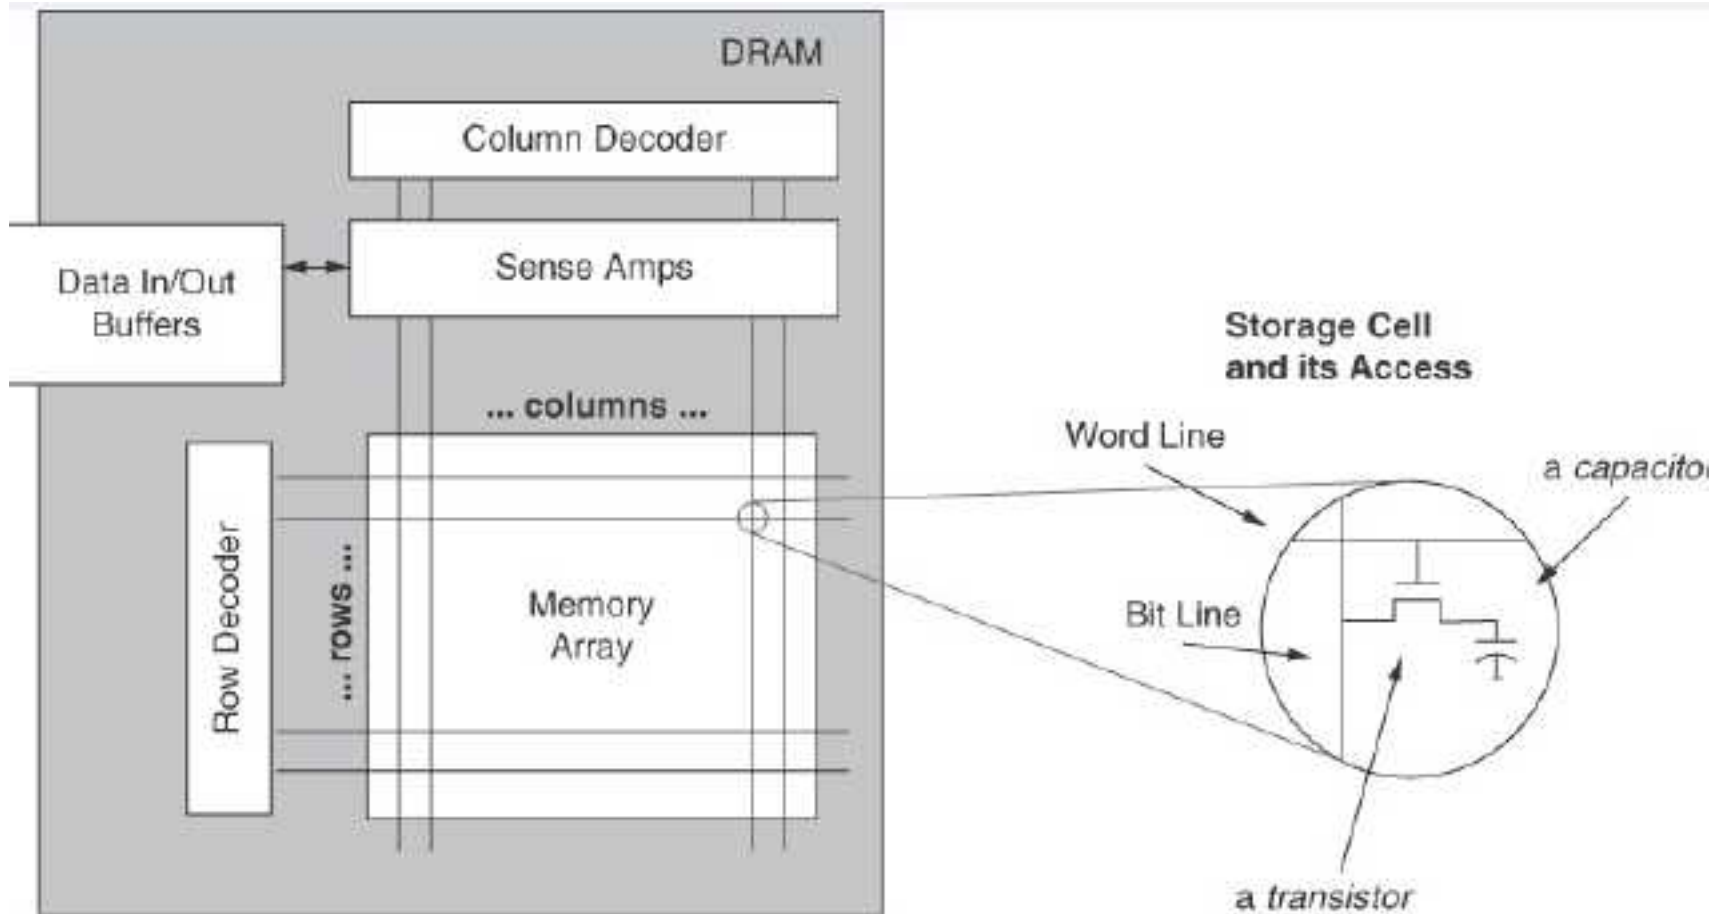 DRAM
Column Decoder
Sense Amps
Data In/Out
Buffers
... columns ...
Row Decoder
... rows ...
Memory
Array
Storage Cell
and its Access
Word Line
a capacito
Bit Line
a transistor